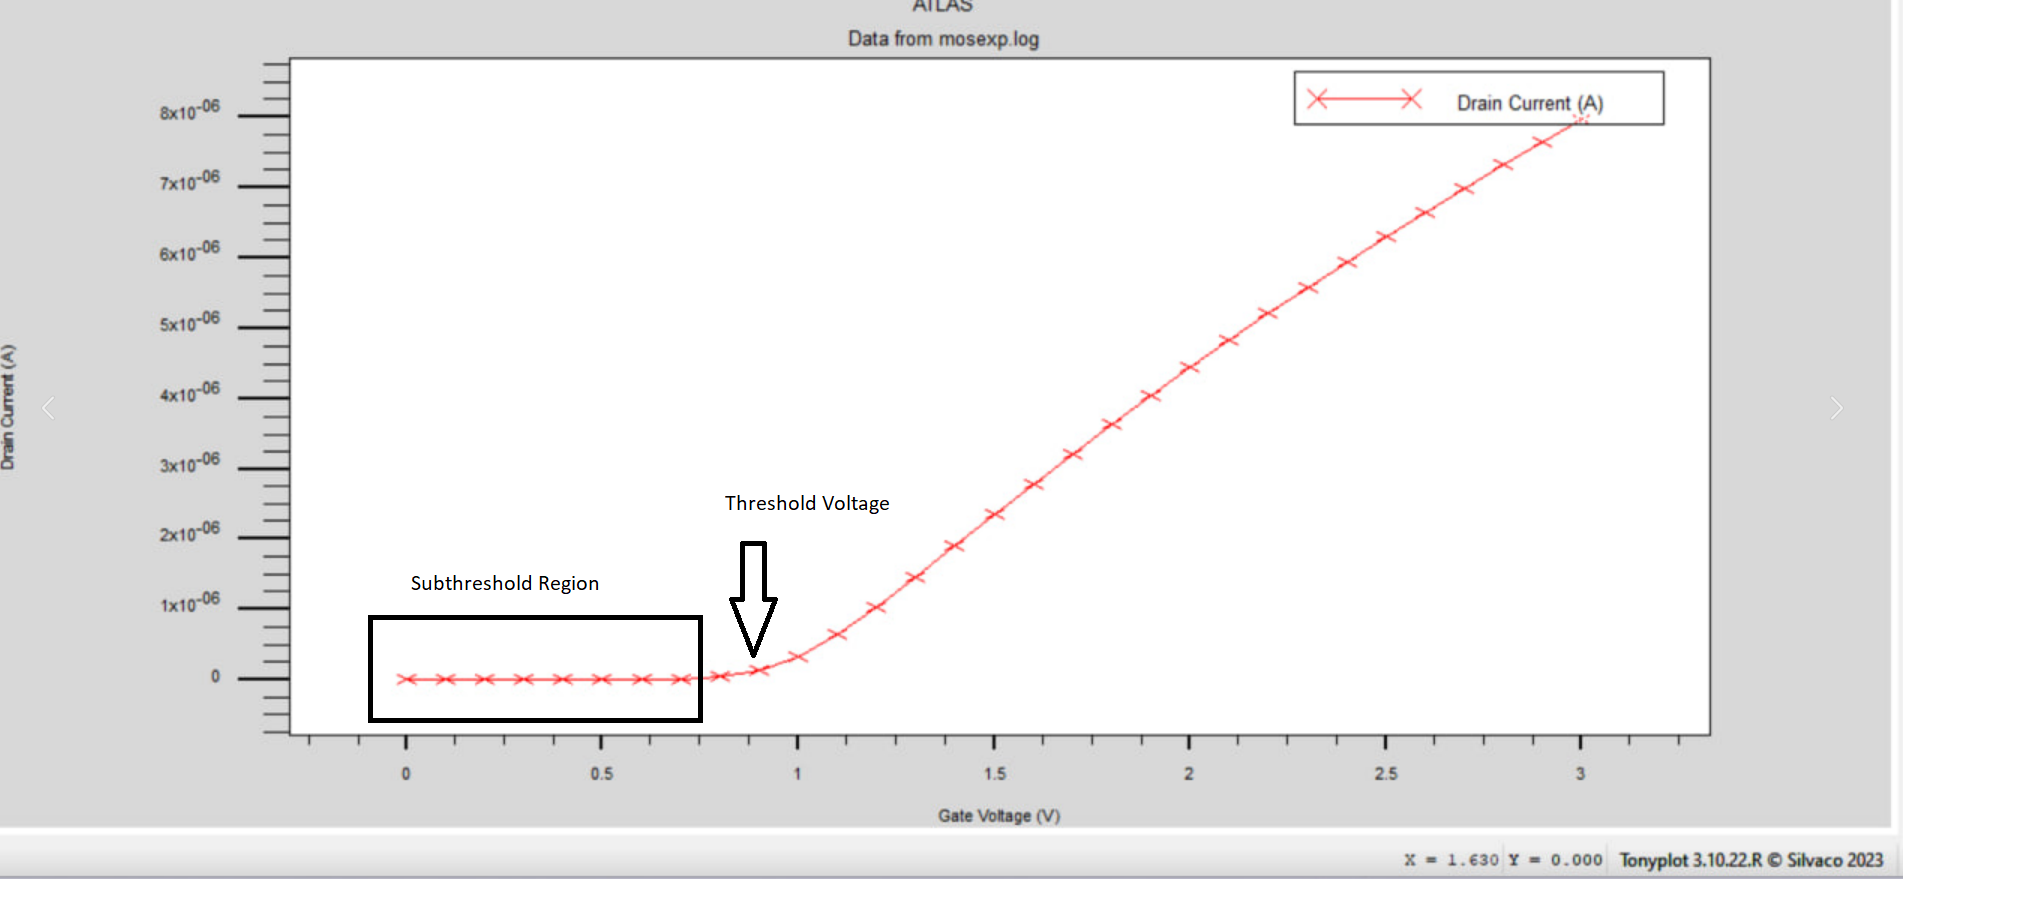 ATLAS
Data from mosexp.log
Drain Current (A)
8x10-06
7x10-06
6x10-06
5x10-06
4x10-06
3x10-06
2x10-06
1x10-06
0
Drain Current (A)
Threshold Voltage
Subthreshold Region
0 0.5 1 1.5 2 2.5 3
Gate Voltage (V)
X = 1.630 Y = 0.000 Tonyplot 3.10.22.R © Silvaco 2023